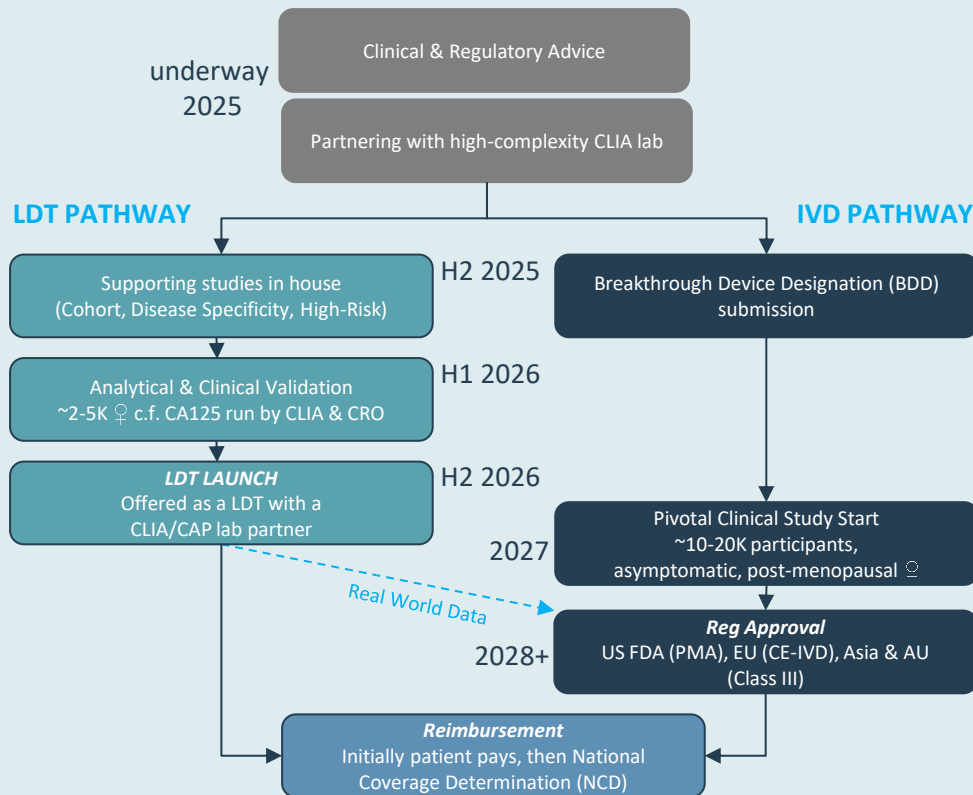 Clinical & Regulatory Advice
underway
2025
Partnering with high-complexity CLIA lab
LDT PATHWAY
IVD PATHWAY
Supporting studies in house
(Cohort, Disease Specificity, High-Risk)
H2 2025
Breakthrough Device Designation (BDD)
submission
Analytical & Clinical Validation
~2-5K ♀ c.f. CA125 run by CLIA & CRO
H1 2026
LDT LAUNCH
Offered as a LDT with a
CLIA/CAP lab partner
H2 2026
Pivotal Clinical Study Start
~10-20K participants,
asymptomatic, post-menopausal ♀
2027
Real World Data
Reg Approval
US FDA (PMA), EU (CE-IVD), Asia & AU
(Class III)
2028+
Reimbursement
Initially patient pays, then National
Coverage Determination (NCD)